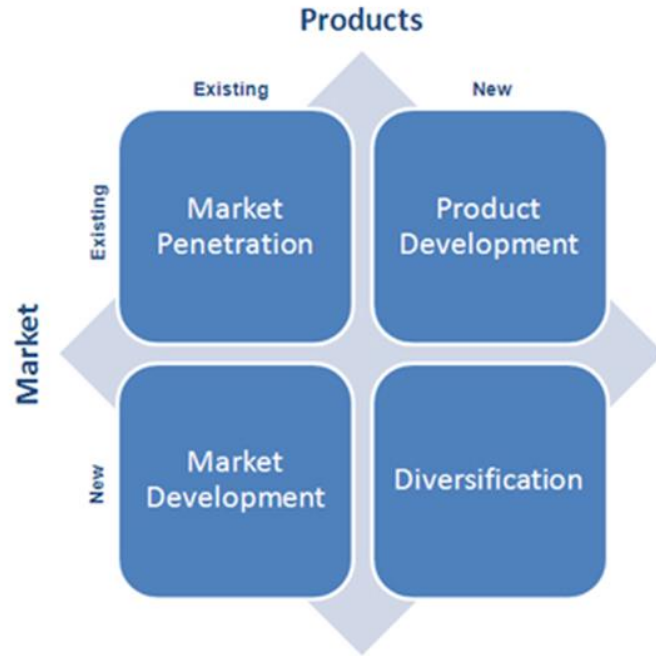 Products
Existing
New
Market
Existing
Market
Penetration
Product
Development
New
Market
Development
Diversification